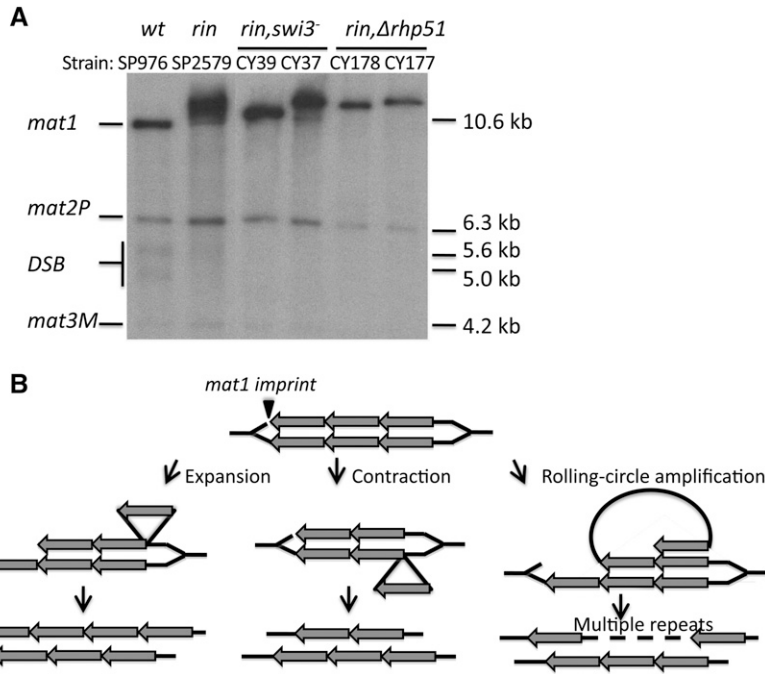 A
wt rin rin,swi3- rin,Δrhp51
Strain: SP976 SP2579 CY39 CY37 CY178 CY177
mat1
10.6 kb
mat2P
6.3 kb
5.6 kb
DSB
5.0 kb
mat3M
4.2 kb
B
mat1 imprint
Expansion
Contraction
Rolling-circle amplification
Multiple repeats